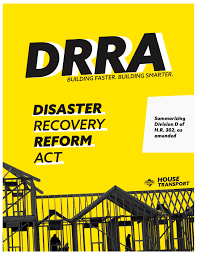 DRRA
BUILDING FASTER. BUILDING SMARTER.
DISASTER
RECOVERY
REFORM
ACT
Summarizing
Division D of
H.R. 302, as
amended
HOUSE
TRANSPORT